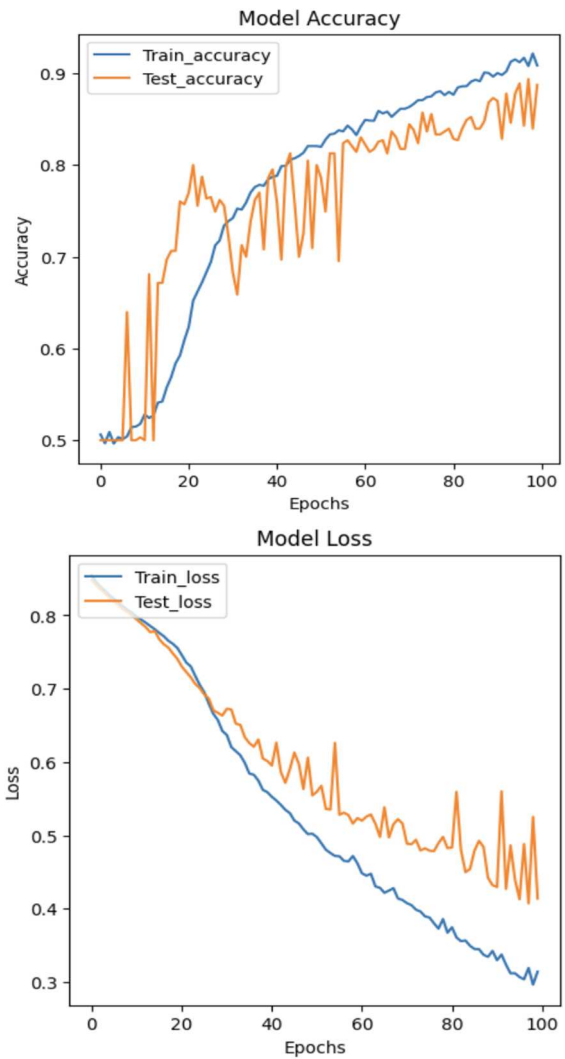 Model Accuracy
Train_accuracy
Test_accuracy
0.9
0.8
0.7
0.6
0.5
Accuracy
0 20 40 60 80 100
Epochs
Model Loss
Train_loss
Test_loss
0.8
0.7
0.6
0.5
0.4
0.3
Loss
0 20 40 60 80 100
Epochs